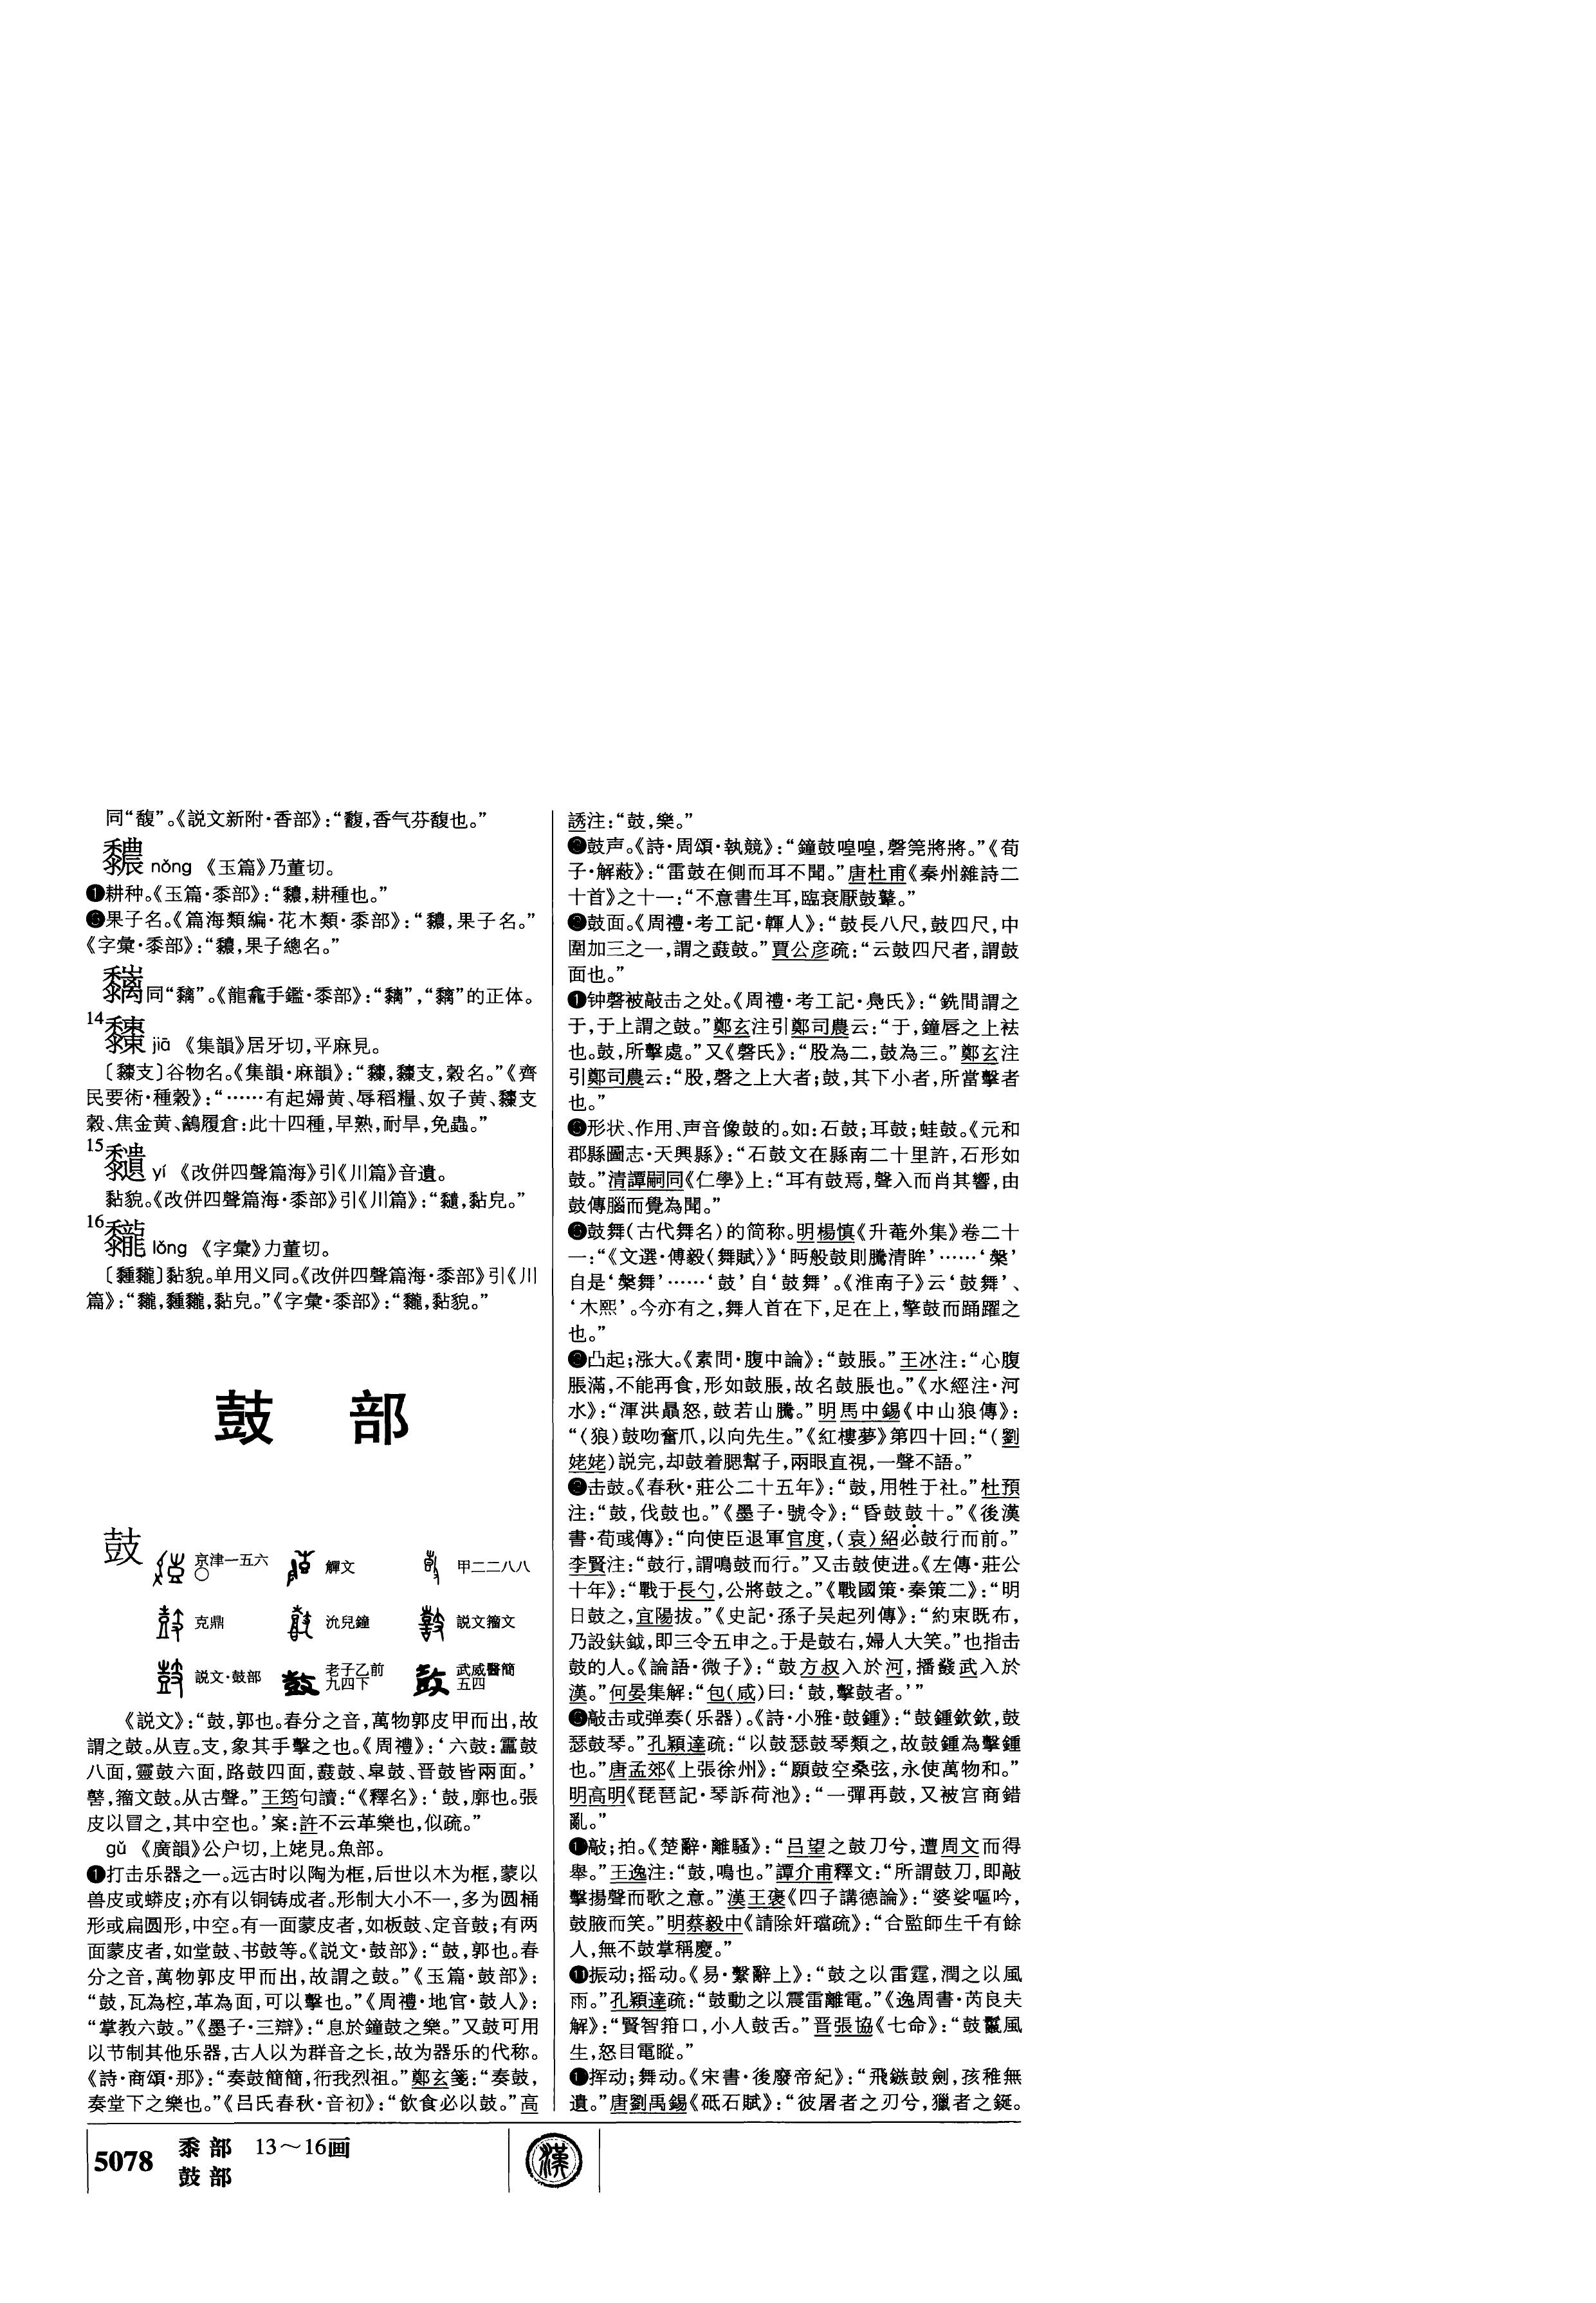 同“馥”。《説文新附·香部》：“馥，香气芬馥也。”
nǒng 《玉篇》乃董切。
❶耕种。《玉篇·黍部》：“，耕種也。”
果子名。《篇海類編·花木類·黍部》：“，果子名。”
《字彙·黍部》：“，果子總名。”
同“黐”。《龍龕手鑑·黍部》：“”，“”的正体。
14
jiā 《集韻》居牙切，平麻見。
〔支〕谷物名。《集韻·麻韻》：“，支，穀名。”《齊
民要術·種穀》：“……有起婦黄、辱稻糧、奴子黄、支
穀、焦金黄、鷂履倉：此十四種，早熟，耐旱，免蟲。”
15
yí 《改併四聲篇海》引《川篇》音遺。
黏貌。《改併四聲篇海·黍部》引《川篇》：“，黏皃。”
16
lǒng 《字彙》力董切。
〔〕黏貌。单用义同。《改併四聲篇海·黍部》引《川
篇》：“，，黏皃。”《字彙·黍部》：“，黏貌。”
鼓 部
鼓
京津一五六〇 觶文 甲二二八八
克鼎 沇兒鐘 説文籀文
説文·鼓部 老子乙前九四下 武威醫簡五四
《説文》：“鼓，郭也。春分之音，萬物郭皮甲而出，故
謂之鼓。从壴。支，象其手擊之也。《周禮》：‘六鼓：靁鼓
八面，靈鼓六面，路鼓四面，鼖鼓、皋鼓、晋鼓皆兩面。’
，籀文鼓。从古聲。”王筠句讀：“《釋名》：‘鼓，廓也。張
皮以冒之，其中空也。’案：許不云革樂也，似疏。”
gǔ 《廣韻》公户切，上姥見。魚部。
❶打击乐器之一。远古时以陶为框，后世以木为框，蒙以
兽皮或蟒皮；亦有以铜铸成者。形制大小不一，多为圆桶
形或扁圆形，中空。有一面蒙皮者，如板鼓、定音鼓；有两
面蒙皮者，如堂鼓、书鼓等。《説文·鼓部》：“鼓，郭也。春
分之音，萬物郭皮甲而出，故謂之鼓。”《玉篇·鼓部》：
“鼓，瓦為椌，革為面，可以擊也。”《周禮·地官·鼓人》：
“掌教六鼓。”《墨子·三辯》：“息於鐘鼓之樂。”又鼓可用
以节制其他乐器，古人以为群音之长，故为器乐的代称。
《詩·商頌·那》：“奏鼓簡簡，衎我烈祖。”鄭玄箋：“奏鼓，
奏堂下之樂也。”《吕氏春秋·音初》：“飲食必以鼓。”高
誘注：“鼓，樂。”
鼓声。《詩·周頌·執競》：“鐘鼓喤喤，磬筦將將。”《荀
子·解蔽》：“雷鼓在側而耳不聞。”唐杜甫《秦州雜詩二
十首》之十一：“不意書生耳，臨衰厭鼓鼙。”
鼓面。《周禮·考工記·韗人》：“鼓長八尺，鼓四尺，中
圍加三之一，謂之鼖鼓。”賈公彦疏：“云鼓四尺者，謂鼓
面也。”
钟磬被敲击之处。《周禮·考工記·鳧氏》：“銑間謂之
于，于上謂之鼓。”鄭玄注引鄭司農云：“于，鐘唇之上袪
也。鼓，所擊處。”又《磬氏》：“股為二，鼓為三。”鄭玄注
引鄭司農云：“股，磬之上大者；鼓，其下小者，所當擊者
也。”
形状、作用、声音像鼓的。如：石鼓；耳鼓；蛙鼓。《元和
郡縣圖志·天興縣》：“石鼓文在縣南二十里許，石形如
鼓。”清譚嗣同《仁學》上：“耳有鼓焉，聲入而肖其響，由
鼓傳腦而覺為聞。”
鼓舞（古代舞名）的简称。明楊慎《升菴外集》卷二十
一：“《文選·傅毅〈舞賦〉》‘眄般鼓則騰清眸’……‘槃’
自是‘槃舞’……‘鼓’自‘鼓舞’。《淮南子》云‘鼓舞’、
‘木熙’。今亦有之，舞人首在下，足在上，擎鼓而踊躍之
也。”
凸起；涨大。《素問·腹中論》：“鼓脹。”王冰注：“心腹
脹滿，不能再食，形如鼓脹，故名鼓脹也。”《水經注·河
水》：“渾洪贔怒，鼓若山騰。”明馬中錫《中山狼傳》：
“（狼）鼓吻奮爪，以向先生。”《紅樓夢》第四十回：“（劉
姥姥）説完，却鼓着腮幫子，兩眼直視，一聲不語。”
击鼓。《春秋·莊公二十五年》：“鼓，用牲于社。”杜預
注：“鼓，伐鼓也。”《墨子·號令》：“昏鼓鼓十。”《後漢
書·荀彧傳》：“向使臣退軍官度，（袁）紹必鼓行而前。”
李賢注：“鼓行，謂鳴鼓而行。”又击鼓使进。《左傳·莊公
十年》：“戰于長勺，公將鼓之。”《戰國策·秦策二》：“明
日鼓之，宜陽拔。”《史記·孫子吴起列傳》：“約束既布，
乃設鈇鉞，即三令五申之。于是鼓右，婦人大笑。”也指击
鼓的人。《論語·微子》：“鼓方叔入於河，播鼗武入於
漢。”何晏集解：“包（咸）曰：‘鼓，擊鼓者。’”
敲击或弹奏（乐器）。《詩·小雅·鼓鍾》：“鼓鍾欽欽，鼓
瑟鼓琴。”孔穎達疏：“以鼓瑟鼓琴類之，故鼓鍾為擊鍾
也。”唐孟郊《上張徐州》：“願鼓空桑弦，永使萬物和。”
明高明《琵琶記·琴訴荷池》：“一彈再鼓，又被宫商錯
亂。”
敲；拍。《楚辭·離騷》：“吕望之鼓刀兮，遭周文而得
舉。”王逸注：“鼓，鳴也。”譚介甫釋文：“所謂鼓刀，即敲
擊揚聲而歌之意。”漢王褒《四子講德論》：“婆娑嘔吟，
鼓腋而笑。”明蔡毅中《請除奸璫疏》：“合監師生千有餘
人，無不鼓掌稱慶。”
⓫振动；摇动。《易·繫辭上》：“鼓之以雷霆，潤之以風
雨。”孔穎達疏：“鼓動之以震雷離電。”《逸周書·芮良夫
解》：“賢智箝口，小人鼓舌。”晋張協《七命》：“鼓鬣風
生，怒目電瞛。”
挥动；舞动。《宋書·後廢帝紀》：“飛鏃鼓劍，孩稚無
遺。”唐劉禹錫《砥石賦》：“彼屠者之刃兮，獵者之鋋。
5078 黍部 13～16画
鼓部
漢